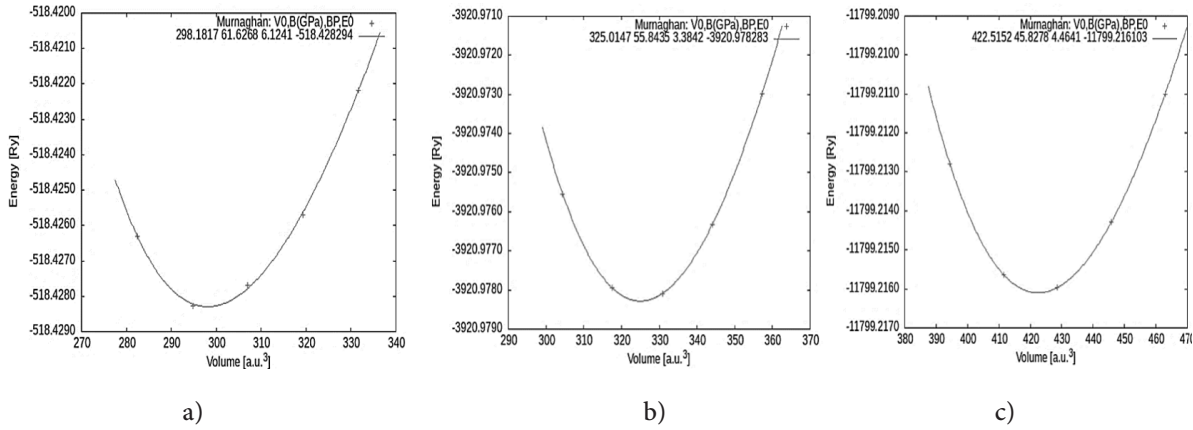 Murnaghan: V0,B(GPa),BP,E0
298.1817 61.6268 6.1241 -518.428294
-518.4200
-518.4210
-518.4220
-518.4230
-518.4240
-518.4250
-518.4260
-518.4270
-518.4280
-518.4290
Energy [Ry]
270 280 290 300 310 320 330 340
Volume [a.u.³]
a)
Murnaghan: V0,B(GPa),BP,E0
325.0147 55.8435 3.3842 -3920.978283
-3920.9710
-3920.9720
-3920.9730
-3920.9740
-3920.9750
-3920.9760
-3920.9770
-3920.9780
-3920.9790
Energy [Ry]
290 300 310 320 330 340 350 360 370
Volume [a.u.³]
b)
Murnaghan: V0,B(GPa),BP,E0
422.5152 45.8278 4.4641 -11799.216103
-11799.2090
-11799.2100
-11799.2110
-11799.2120
-11799.2130
-11799.2140
-11799.2150
-11799.2160
-11799.2170
Energy [Ry]
380 390 400 410 420 430 440 450 460 470
Volume [a.u.³]
c)